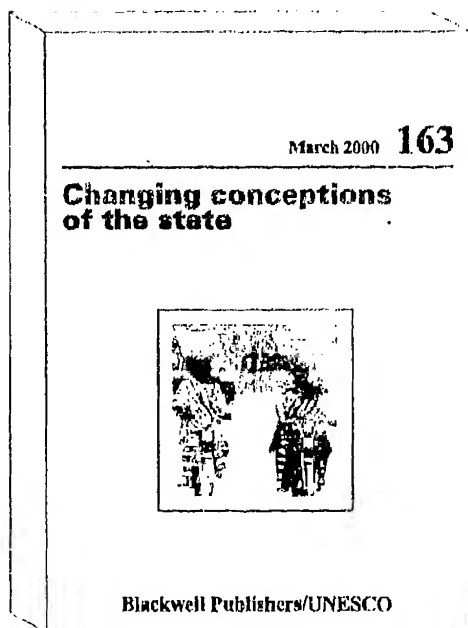 March 2000 163
Changing conceptions
of the state
Blackwell Publishers/UNESCO